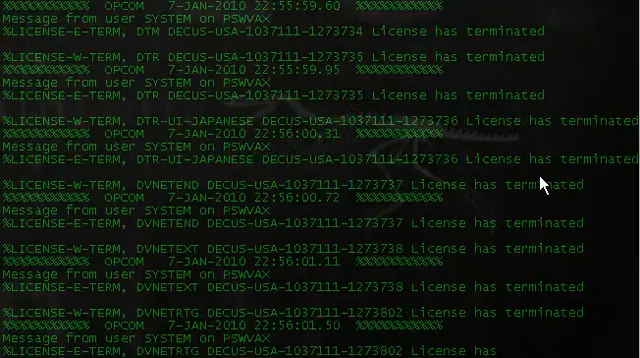 %%%%%%%%%%%  OPCOM   7-JAN-2010 22:55:59.60  %%%%%%%%%%%
Message from user SYSTEM on PSWVAX
%LICENSE-E-TERM, DTM DECUS-USA-1037111-1273734 License has terminated
%LICENSE-W-TERM, DTR DECUS-USA-1037111-1273735 License has terminated
%%%%%%%%%%%  OPCOM   7-JAN-2010 22:55:59.95  %%%%%%%%%%%
Message from user SYSTEM on PSWVAX
%LICENSE-E-TERM, DTR DECUS-USA-1037111-1273735 License has terminated
%LICENSE-W-TERM, DTR-UI-JAPANESE DECUS-USA-1037111-1273736 License has terminated
%%%%%%%%%%%  OPCOM   7-JAN-2010 22:56:00.31  %%%%%%%%%%%
Message from user SYSTEM on PSWVAX
%LICENSE-E-TERM, DTR-UI-JAPANESE DECUS-USA-1037111-1273736 License has terminated
%LICENSE-W-TERM, DVNETEND DECUS-USA-1037111-1273737 License has terminated
%%%%%%%%%%%  OPCOM   7-JAN-2010 22:56:00.72  %%%%%%%%%%%
Message from user SYSTEM on PSWVAX
%LICENSE-E-TERM, DVNETEND DECUS-USA-1037111-1273737 License has terminated
%LICENSE-W-TERM, DVNETEXT DECUS-USA-1037111-1273738 License has terminated
%%%%%%%%%%%  OPCOM   7-JAN-2010 22:56:01.11  %%%%%%%%%%%
Message from user SYSTEM on PSWVAX
%LICENSE-E-TERM, DVNETEXT DECUS-USA-1037111-1273738 License has terminated
%LICENSE-W-TERM, DVNETRTG DECUS-USA-1037111-1273802 License has terminated
%%%%%%%%%%%  OPCOM   7-JAN-2010 22:56:01.50  %%%%%%%%%%%
Message from user SYSTEM on PSWVAX
%LICENSE-E-TERM, DVNETRTG DECUS-USA-1037111-1273802 License has